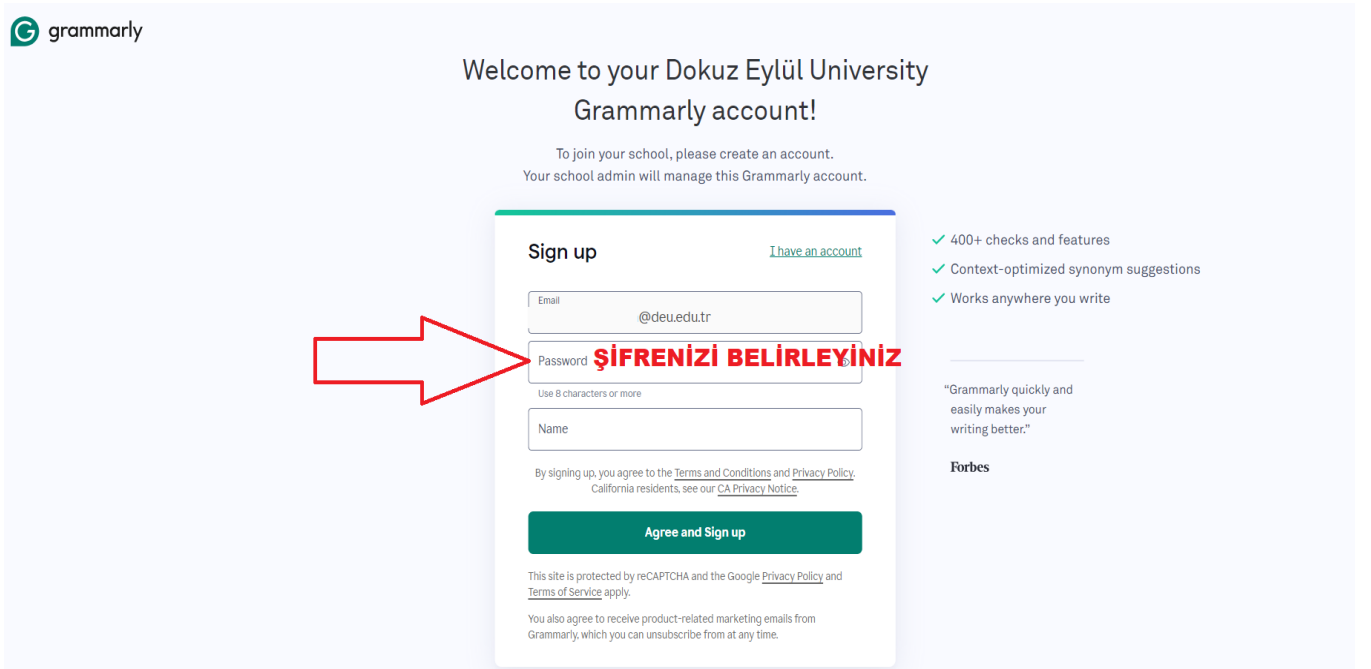 grammarly
Welcome to your Dokuz Eylül University
Grammarly account!
To join your school, please create an account.
Your school admin will manage this Grammarly account.
Sign up
I have an account
Email
@deu.edu.tr
Password ŞİFRENİZİ BELİRLEYİNİZ
Use 8 characters or more
Name
By signing up, you agree to the Terms and Conditions and Privacy Policy.
California residents, see our CA Privacy Notice.
Agree and Sign up
This site is protected by reCAPTCHA and the Google Privacy Policy and
Terms of Service apply.
You also agree to receive product-related marketing emails from
Grammarly, which you can unsubscribe from at any time.
400+ checks and features
Context-optimized synonym suggestions
Works anywhere you write
“Grammarly quickly and
easily makes your
writing better.”
Forbes